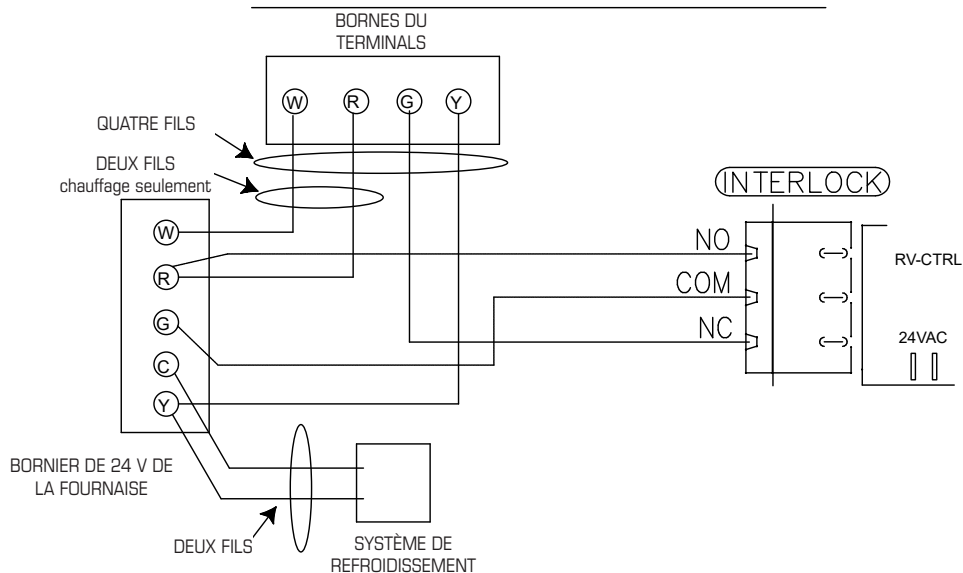 BORNES DU
TERMINALS
W R G Y
QUATRE FILS
DEUX FILS
chauffage seulement
INTERLOCK
W
R
G
C
Y
NO
COM
NC
RV-CTRL
24VAC
BORNIER DE 24 V DE
LA FOURNAISE
DEUX FILS
SYSTÈME DE
REFROIDISSEMENT